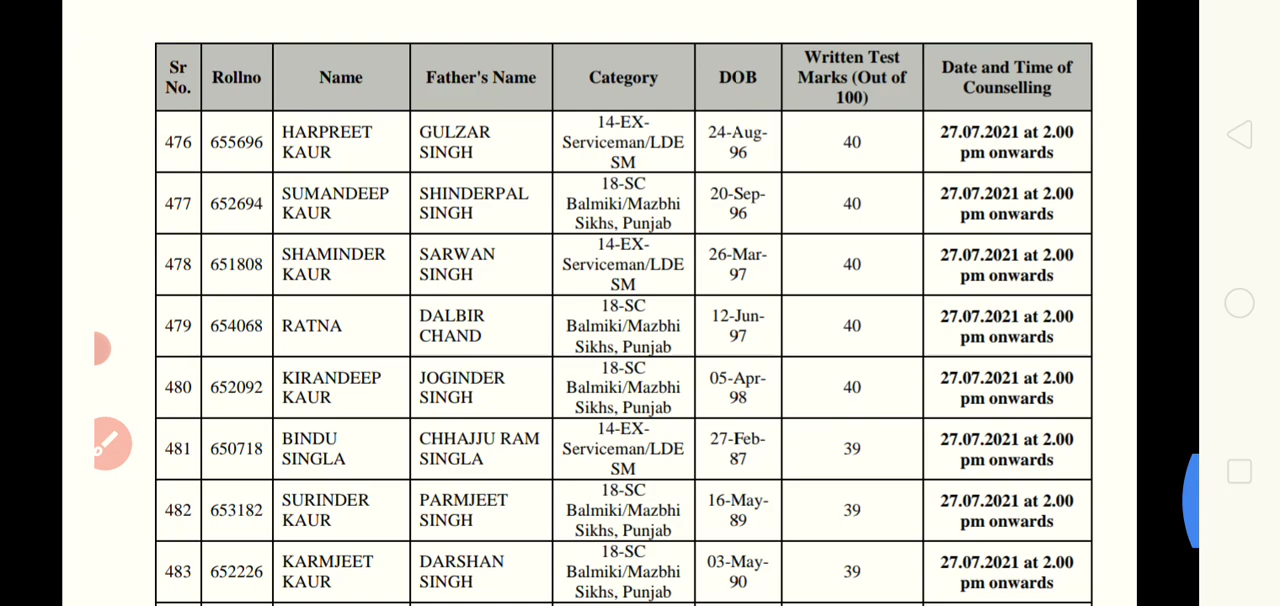 Sr No. Rollno Name Father's Name Category DOB Written Test Marks (Out of 100) Date and Time of Counselling
476 655696 HARPREET KAUR GULZAR SINGH 14-EX-Serviceman/LDESM 24-Aug-96 40 27.07.2021 at 2.00 pm onwards
477 652694 SUMANDEEP KAUR SHINDERPAL SINGH 18-SC Balmiki/Mazbhi Sikhs, Punjab 20-Sep-96 40 27.07.2021 at 2.00 pm onwards
478 651808 SHAMINDER KAUR SARWAN SINGH 14-EX-Serviceman/LDESM 26-Mar-97 40 27.07.2021 at 2.00 pm onwards
479 654068 RATNA DALBIR CHAND 18-SC Balmiki/Mazbhi Sikhs, Punjab 12-Jun-97 40 27.07.2021 at 2.00 pm onwards
480 652092 KIRANDEEP KAUR JOGINDER SINGH 18-SC Balmiki/Mazbhi Sikhs, Punjab 05-Apr-98 40 27.07.2021 at 2.00 pm onwards
481 650718 BINDU SINGLA CHHAJJU RAM SINGLA 14-EX-Serviceman/LDESM 27-Feb-87 39 27.07.2021 at 2.00 pm onwards
482 653182 SURINDER KAUR PARMJEET SINGH 18-SC Balmiki/Mazbhi Sikhs, Punjab 16-May-89 39 27.07.2021 at 2.00 pm onwards
483 652226 KARMJEET KAUR DARSHAN SINGH 18-SC Balmiki/Mazbhi Sikhs, Punjab 03-May-90 39 27.07.2021 at 2.00 pm onwards